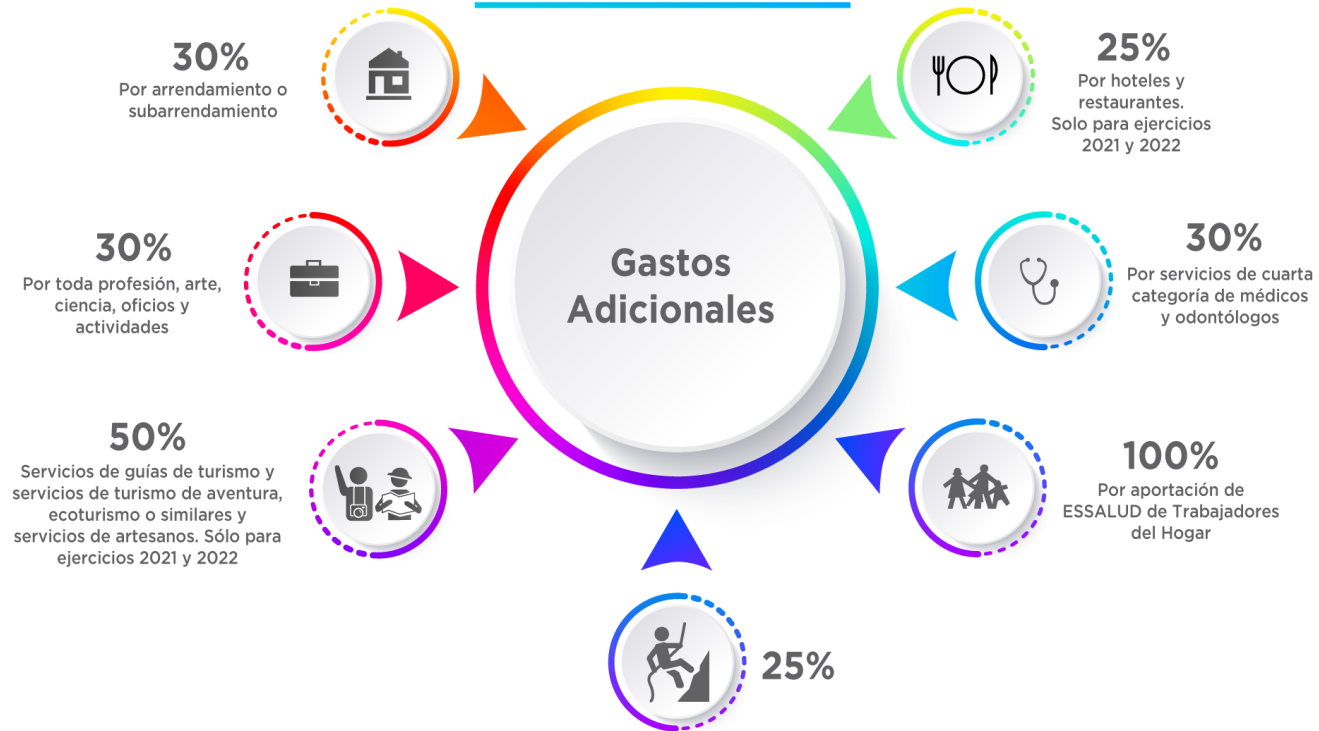 30%
Por arrendamiento o
subarrendamiento
25%
Por hoteles y
restaurantes.
Solo para ejercicios
2021 y 2022
30%
Por toda profesión, arte,
ciencia, oficios y
actividades
Gastos
Adicionales
30%
Por servicios de cuarta
categoría de médicos
y odontólogos
50%
Servicios de guías de turismo y
servicios de turismo de aventura,
ecoturismo o similares y
servicios de artesanos. Sólo para
ejercicios 2021 y 2022
100%
Por aportación de
ESSALUD de Trabajadores
del Hogar
25%